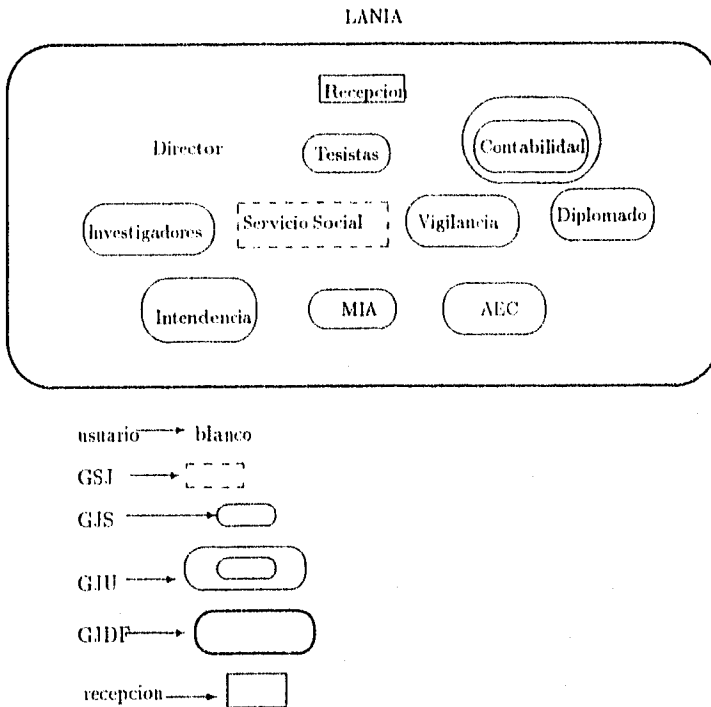 LANIA
Recepcion
Director
Tesistas
Contabilidad
Investigadores
Servicio Social
Vigilancia
Diplomado
Intendencia
MIA
AEC
usuario blanco
GSJ
GJS
GJU
GJDF
recepcion